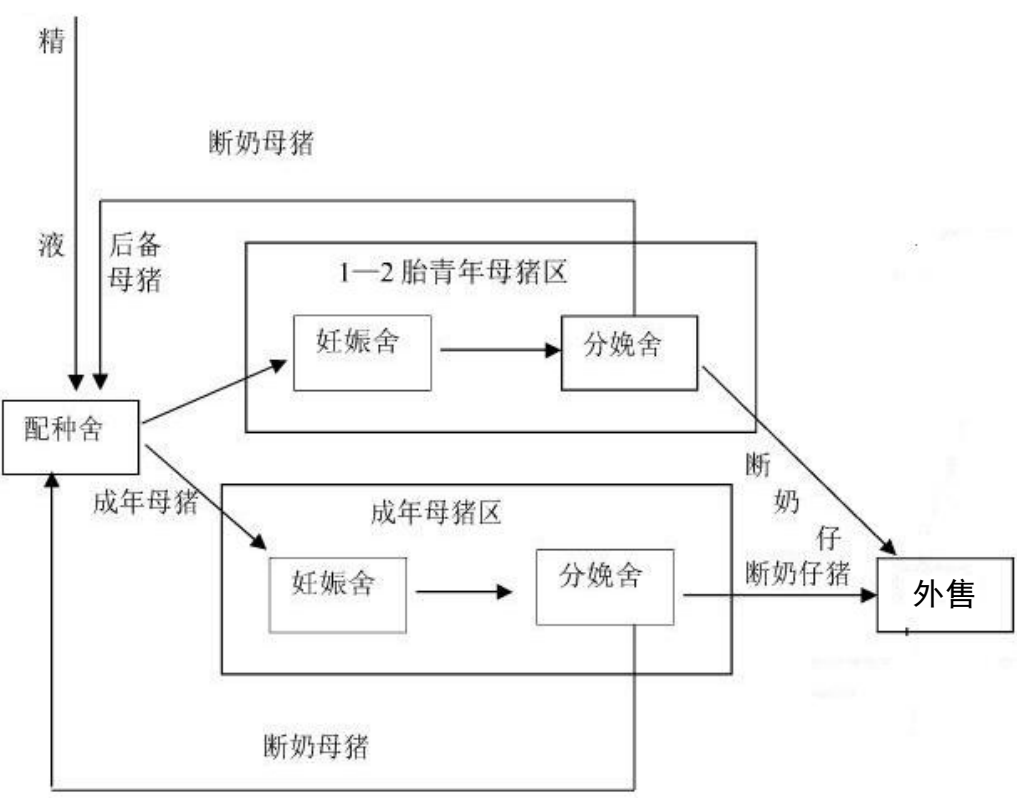 精
断奶母猪
液
后备
母猪
1—2胎青年母猪区
妊娠舍
分娩舍
配种舍
断
奶
仔
成年母猪
成年母猪区
妊娠舍
分娩舍
断奶仔猪
外售
断奶母猪